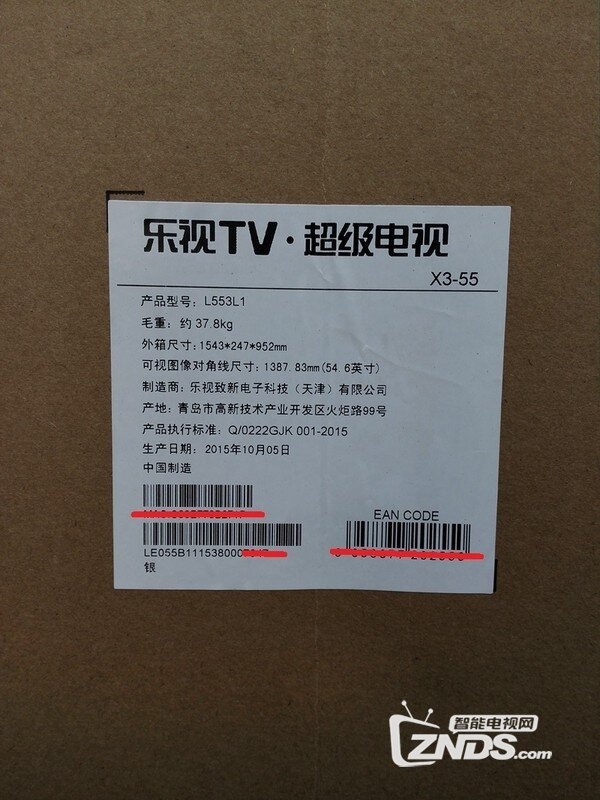 乐视TV·超级电视
X3-55
产品型号：L553L1
毛重：约 37.8kg
外箱尺寸：1543*247*952mm
可视图像对角线尺寸：1387.83mm(54.6英寸)
制造商：乐视致新电子科技（天津）有限公司
产地：青岛市高新技术产业开发区火炬路99号
产品执行标准：Q/0222GJK 001-2015
生产日期：2015年10月05日
中国制造
EAN CODE
LE055B1115380007
银
智能电视网
ZNDS.com